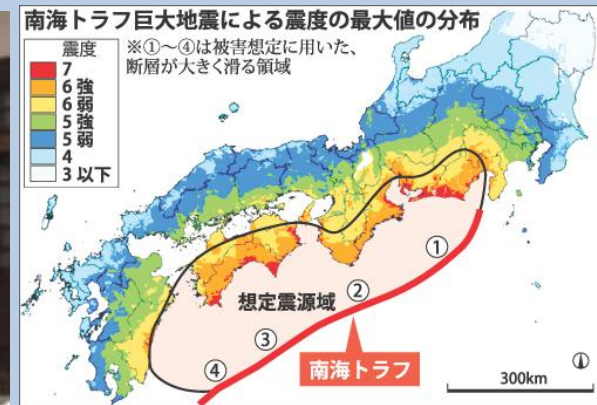 南海トラフ巨大地震による震度の最大値の分布
震度
7
6強
6弱
5強
5弱
4
3以下
※①～④は被害想定に用いた、
断層が大きく滑る領域
①
②
想定震源域
③
④
南海トラフ
300km